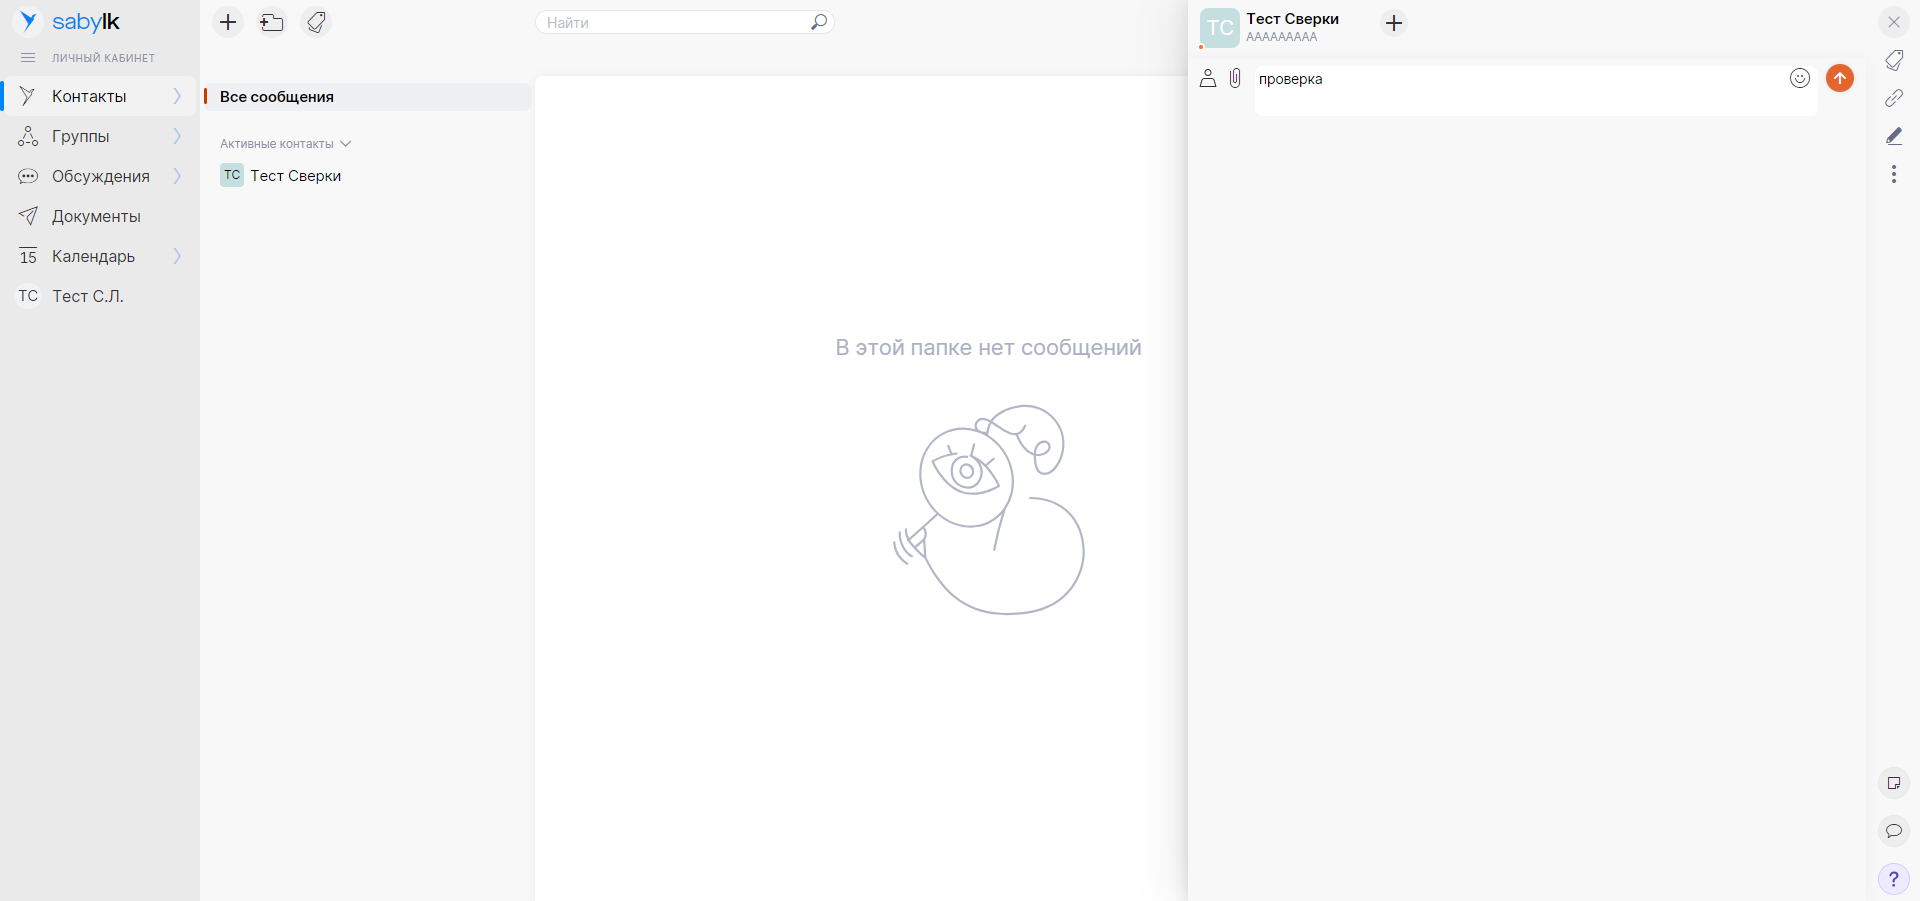 sabylk
ЛИЧНЫЙ КАБИНЕТ
Контакты
Группы
Обсуждения
Документы
15 Календарь
ТС Тест С.Л.
Найти
Все сообщения
Активные контакты
ТС Тест Сверки
В этой папке нет сообщений
ТС Тест Сверки
ААААААААА
проверка
?